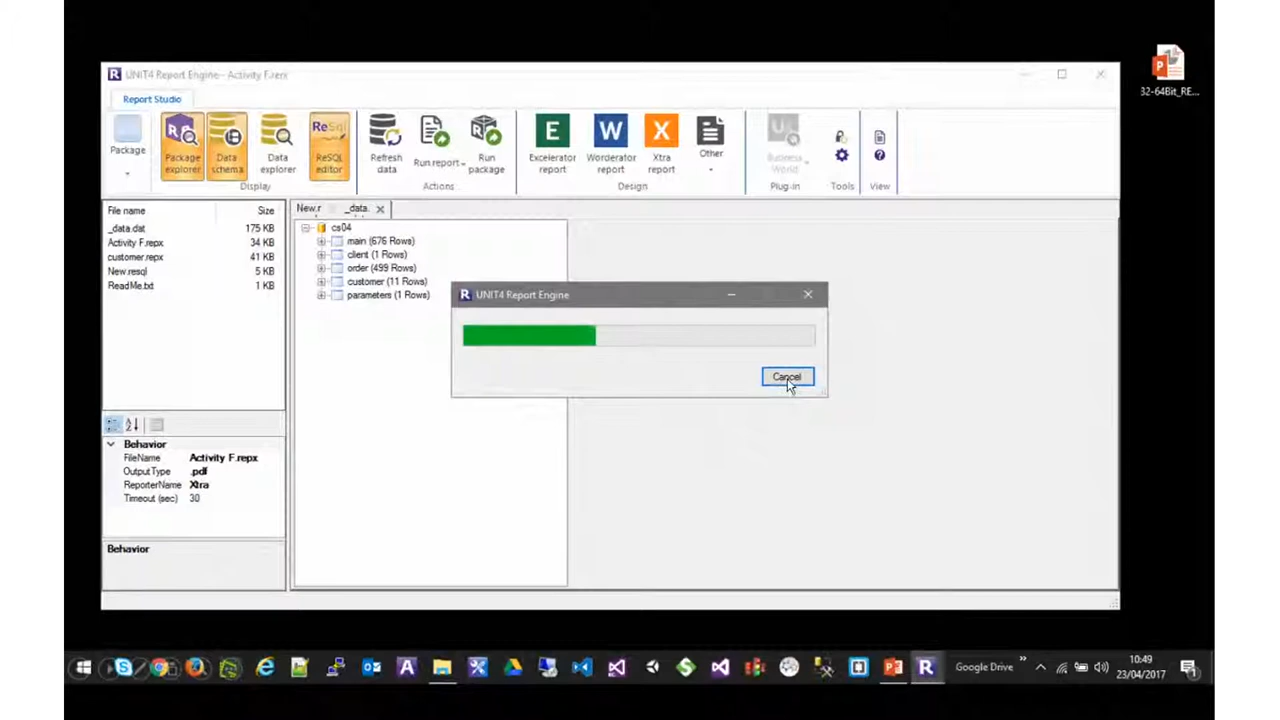 32-64Bit_RE...
UNIT4 Report Engine - Activity F.rerx
Report Studio
Package
Package explorer
Data schema
Data explorer
ReSql
ReSQL editor
Display
Refresh data
Run report
Run package
Actions
E
Excelerator report
W
Worderator report
X
Xtra report
Other
Design
Business World
Plug-in
Tools
View
File name Size
_data.dat 175 KB
Activity F.repx 34 KB
customer.repx 41 KB
New.resql 5 KB
ReadMe.txt 1 KB
New.r _data.
cs04
main (676 Rows)
client (1 Rows)
order (499 Rows)
customer (11 Rows)
parameters (1 Rows)
UNIT4 Report Engine
Cancel
Behavior
FileName Activity F.repx
OutputType .pdf
ReporterName Xtra
Timeout (sec) 30
Behavior
Google Drive
10:49
23/04/2017